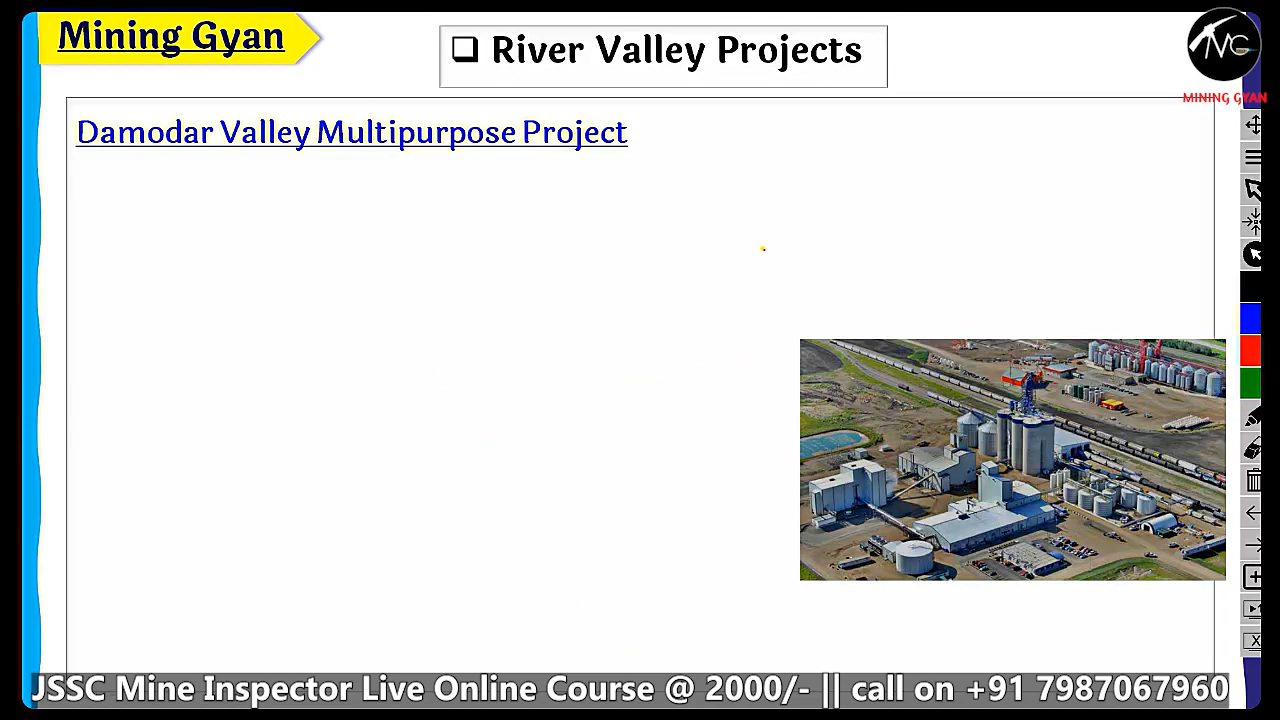 Mining Gyan
River Valley Projects
MC
MINING GYAN
Damodar Valley Multipurpose Project
JSSC Mine Inspector Live Online Course @ 2000/- || call on +91 7987067960